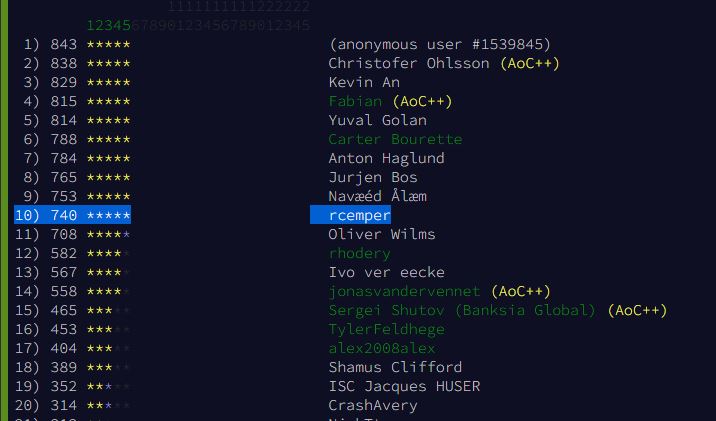 1111111111222222
1234567890123456789012345
1) 843 ***** (anonymous user #1539845)
2) 838 ***** Christofer Ohlsson (AoC++)
3) 829 ***** Kevin An
4) 815 ***** Fabian (AoC++)
5) 814 ***** Yuval Golan
6) 788 ***** Carter Bourette
7) 784 ***** Anton Haglund
8) 765 ***** Jurjen Bos
9) 753 ***** Navæéd Ålæm
10) 740 ***** rcemper
11) 708 ***** Oliver Wilms
12) 582 ***** rhodery
13) 567 ***** Ivo ver eecke
14) 558 ***** jonasvandervennet (AoC++)
15) 465 ***** Sergei Shutov (Banksia Global) (AoC++)
16) 453 ***** TylerFeldhege
17) 404 ***** alex2008alex
18) 389 ***** Shamus Clifford
19) 352 ***** ISC Jacques HUSER
20) 314 ***** CrashAvery